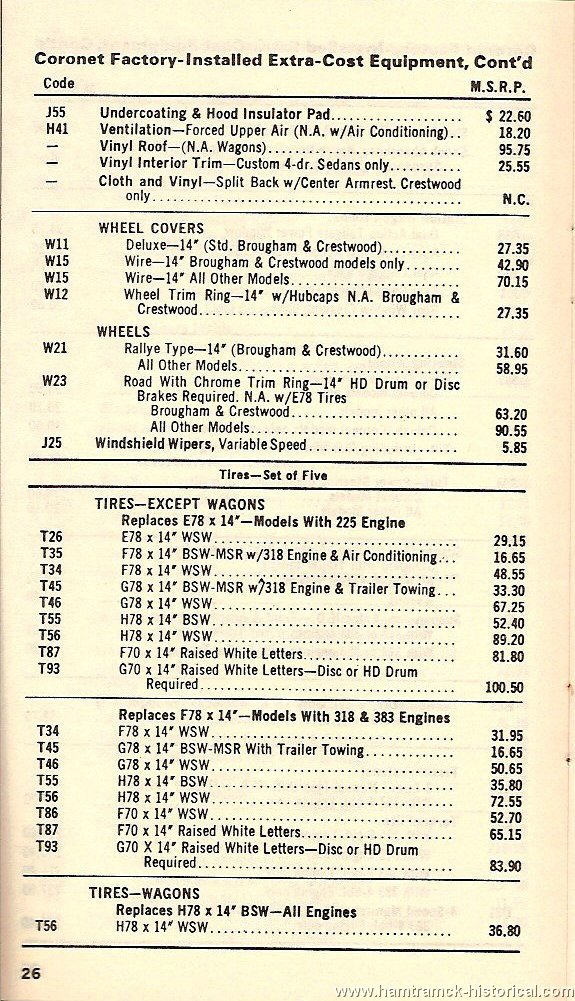 Coronet Factory-Installed Extra-Cost Equipment, Cont'd
Code M.S.R.P.
J55 Undercoating & Hood Insulator Pad.................. $ 22.60
H41 Ventilation—Forced Upper Air (N.A. w/Air Conditioning).. 18.20
— Vinyl Roof—(N.A. Wagons)........................... 95.75
— Vinyl Interior Trim—Custom 4-dr. Sedans only.......... 25.55
— Cloth and Vinyl—Split Back w/Center Armrest. Crestwood
only........................................... N.C.
WHEEL COVERS
W11 Deluxe—14" (Std. Brougham & Crestwood)........... 27.35
W15 Wire—14" Brougham & Crestwood models only........ 42.90
W15 Wire—14" All Other Models........................ 70.15
W12 Wheel Trim Ring—14" w/Hubcaps N.A. Brougham &
Crestwood.................................... 27.35
WHEELS
W21 Rallye Type—14" (Brougham & Crestwood)........... 31.60
All Other Models............................... 58.95
W23 Road With Chrome Trim Ring—14" HD Drum or Disc
Brakes Required. N.A. w/E78 Tires
Brougham & Crestwood....................... 63.20
All Other Models............................. 90.55
J25 Windshield Wipers, Variable Speed..................... 5.85
Tires—Set of Five
TIRES—EXCEPT WAGONS
Replaces E78 x 14"—Models With 225 Engine
T26 E78 x 14" WSW.................................. 29.15
T35 F78 x 14" BSW-MSR w/318 Engine & Air Conditioning... 16.65
T34 F78 x 14" WSW.................................. 48.55
T45 G78 x 14" BSW-MSR w/318 Engine & Trailer Towing... 33.30
T46 G78 x 14" WSW.................................. 67.25
T55 H78 x 14" BSW.................................. 52.40
T56 H78 x 14" WSW.................................. 89.20
T87 F70 x 14" Raised White Letters..................... 81.80
T93 G70 x 14" Raised White Letters—Disc or HD Drum
Required................................... 100.50
Replaces F78 x 14"—Models With 318 & 383 Engines
T34 F78 x 14" WSW.................................. 31.95
T45 G78 x 14" BSW-MSR With Trailer Towing............ 16.65
T46 G78 x 14" WSW.................................. 50.65
T55 H78 x 14" BSW.................................. 35.80
T56 H78 x 14" WSW.................................. 72.55
T86 F70 x 14" WSW.................................. 52.70
T87 F70 x 14" Raised White Letters..................... 65.15
T93 G70 X 14" Raised White Letters—Disc or HD Drum
Required................................... 83.90
TIRES—WAGONS
Replaces H78 x 14" BSW—All Engines
T56 H78 x 14" WSW.................................. 36.80
26
www.hamtramck-historical.com